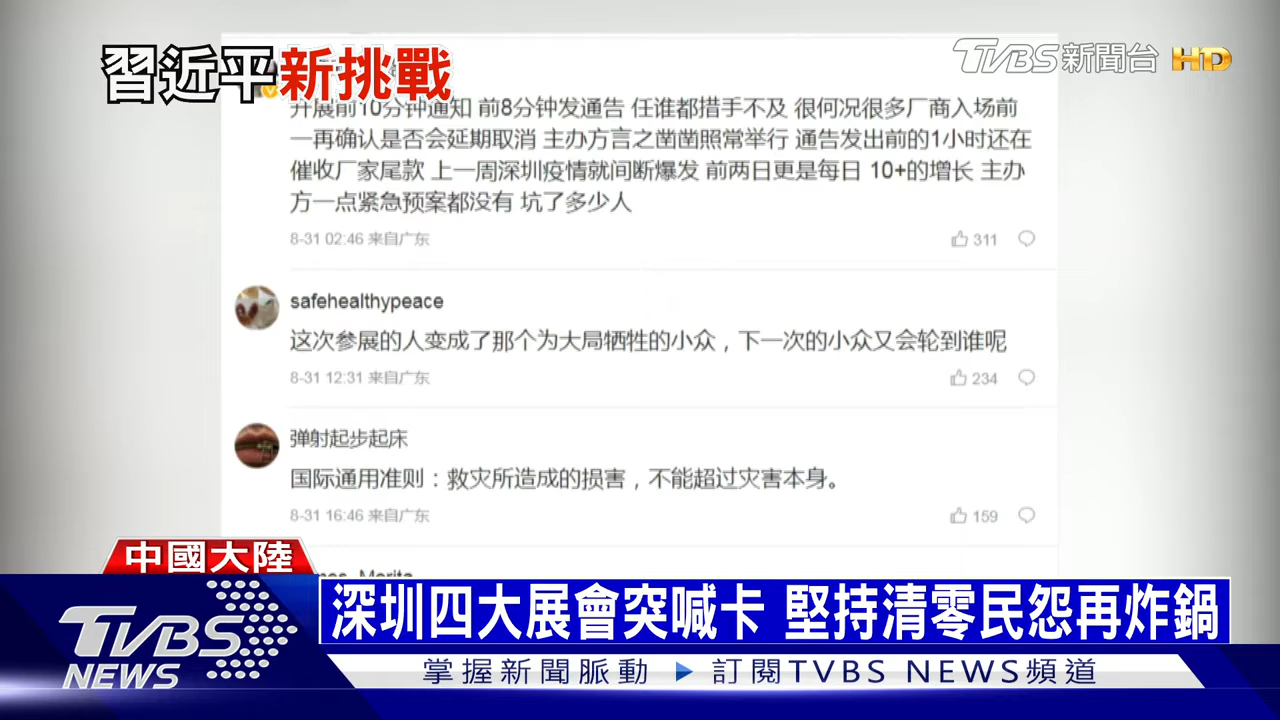 習近平新挑戰
TVBS新聞台 HD
开展前10分钟通知 前8分钟发通告 任谁都措手不及 很何况很多厂商入场前
一再确认是否会延期取消 主办方言之凿凿照常举行 通告发出前的1小时还在
催收厂家尾款 上一周深圳疫情就间断爆发 前两日更是每日 10+的增长 主办
方一点紧急预案都没有 坑了多少人
8-31 02:46 来自广东
311
safehealthypeace
这次参展的人变成了那个为大局牺牲的小众，下一次的小众又会轮到谁呢
8-31 12:31 来自广东
234
弹射起步起床
国际通用准则：救灾所造成的损害，不能超过灾害本身。
8-31 16:46 来自广东
159
中國大陸
深圳四大展會突喊卡 堅持清零民怨再炸鍋
TVBS
NEWS
掌握新聞脈動 ▶ 訂閱TVBS NEWS頻道